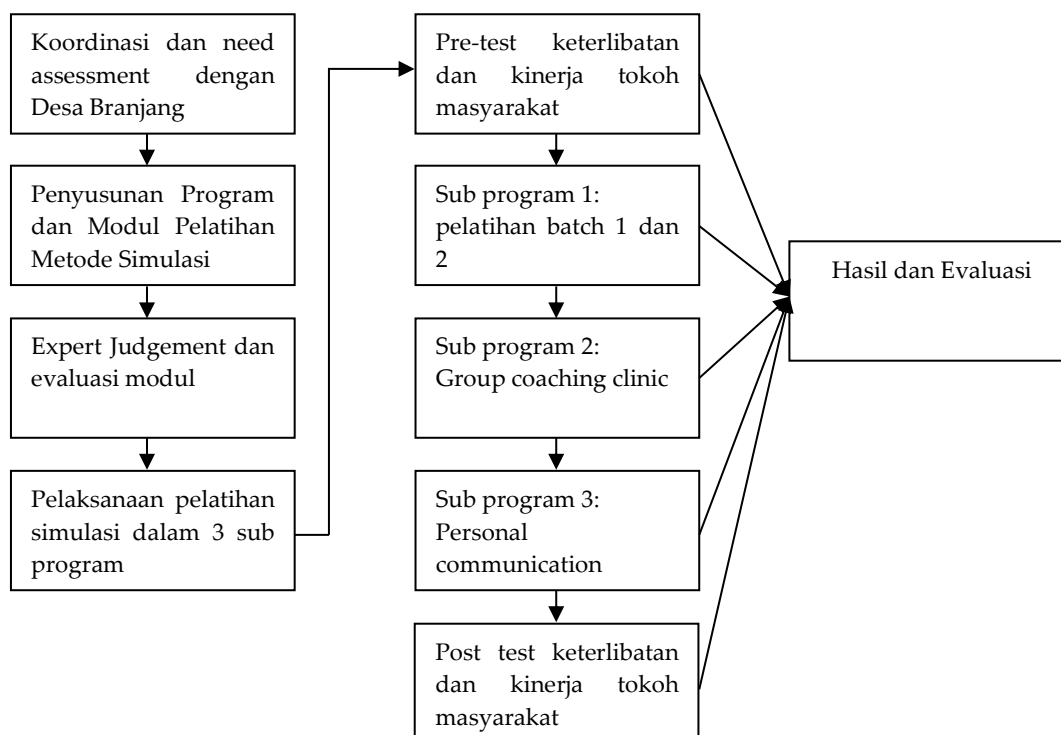 Koordinasi dan need
assessment dengan
Desa Branjang
Penyusunan Program
dan Modul Pelatihan
Metode Simulasi
Expert Judgement dan
evaluasi modul
Pelaksanaan pelatihan
simulasi dalam 3 sub
program
Pre-test keterlibatan
dan kinerja tokoh
masyarakat
Sub program 1:
pelatihan batch 1 dan
2
Sub program 2:
Group coaching clinic
Sub program 3:
Personal
communication
Post test keterlibatan
dan kinerja tokoh
masyarakat
Hasil dan Evaluasi